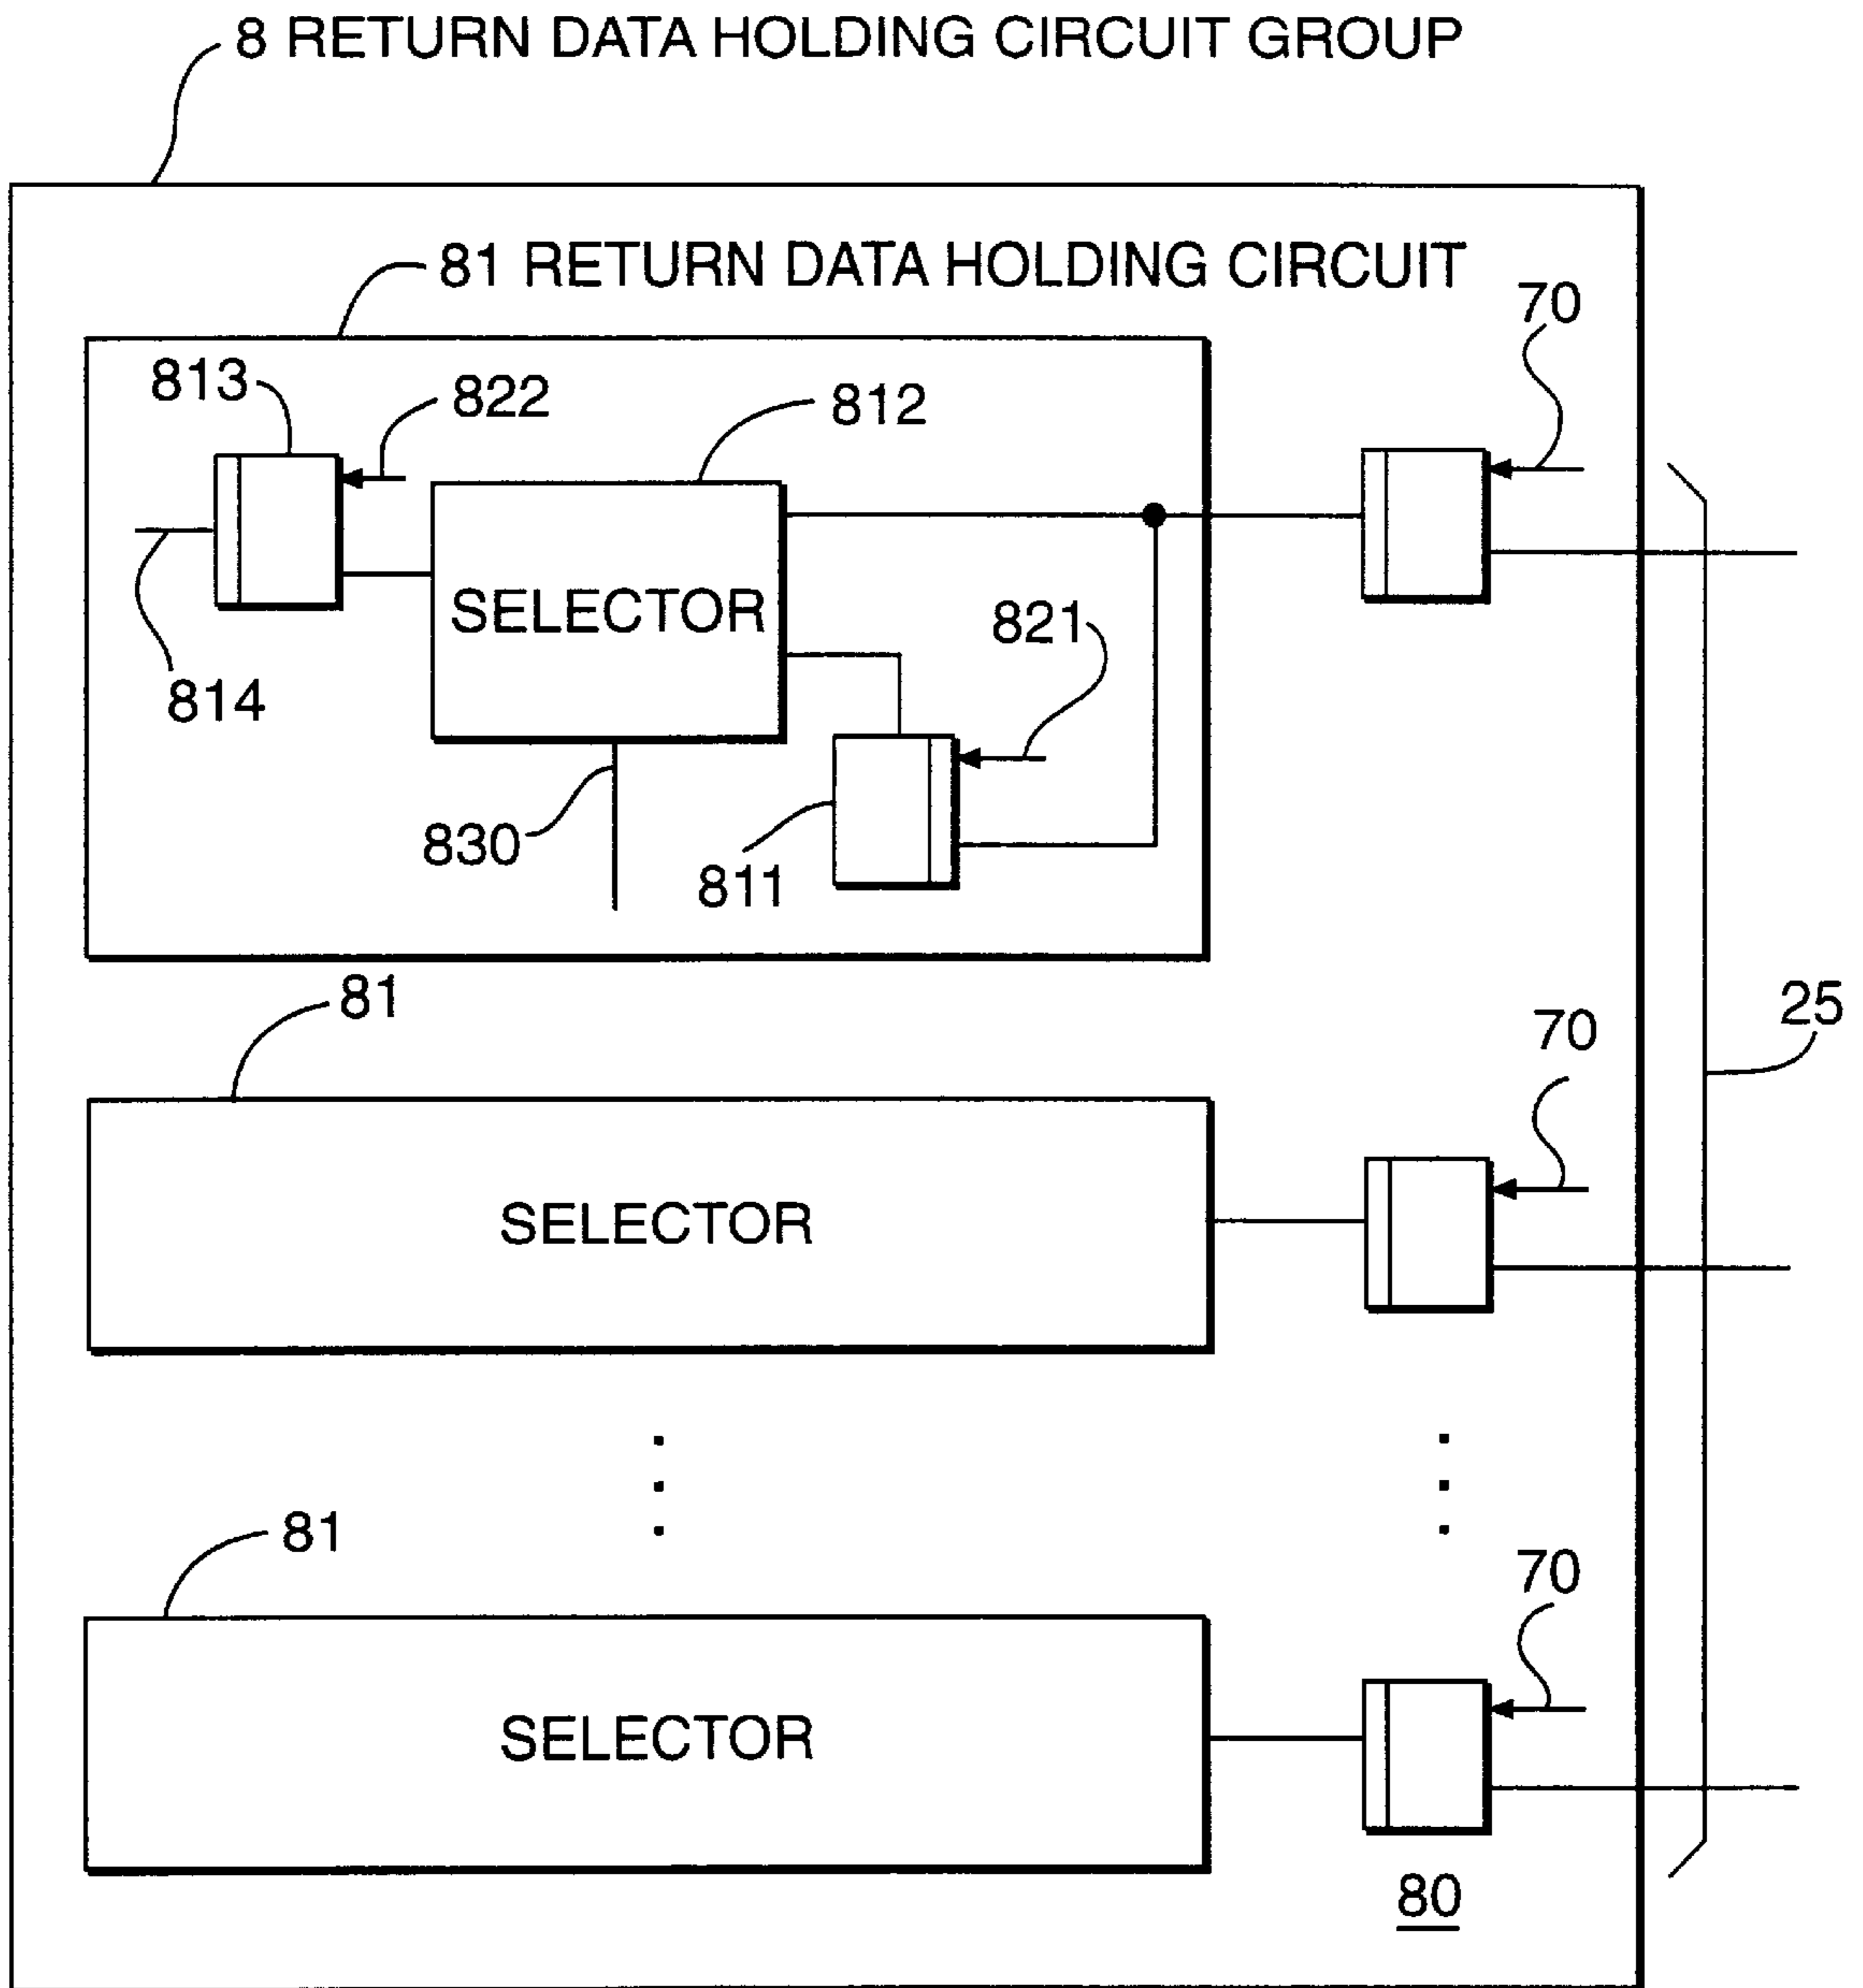 8 RETURN DATA HOLDING CIRCUIT GROUP
81 RETURN DATA HOLDING CIRCUIT
70
813
822
812
SELECTOR
821
814
830
811
81
25
70
SELECTOR
81
70
SELECTOR
80